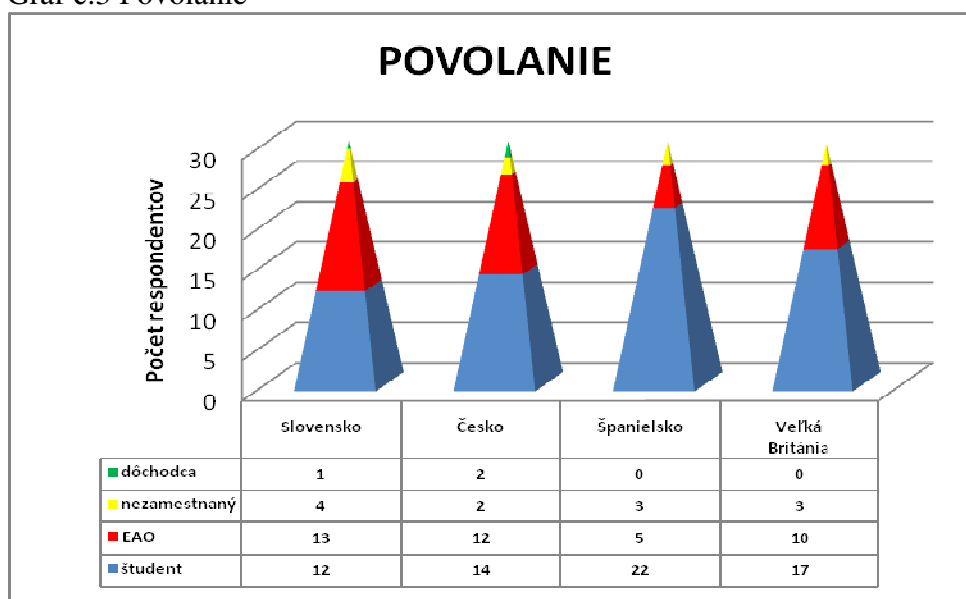 Graf č.3 Povolanie
POVOLANIE
Počet respondentov
30
25
20
15
10
5
0
Slovensko Česko Španielsko Veľká Británia
dôchodca 1 2 0 0
nezamestnaný 4 2 3 3
EAO 13 12 5 10
študent 12 14 22 17